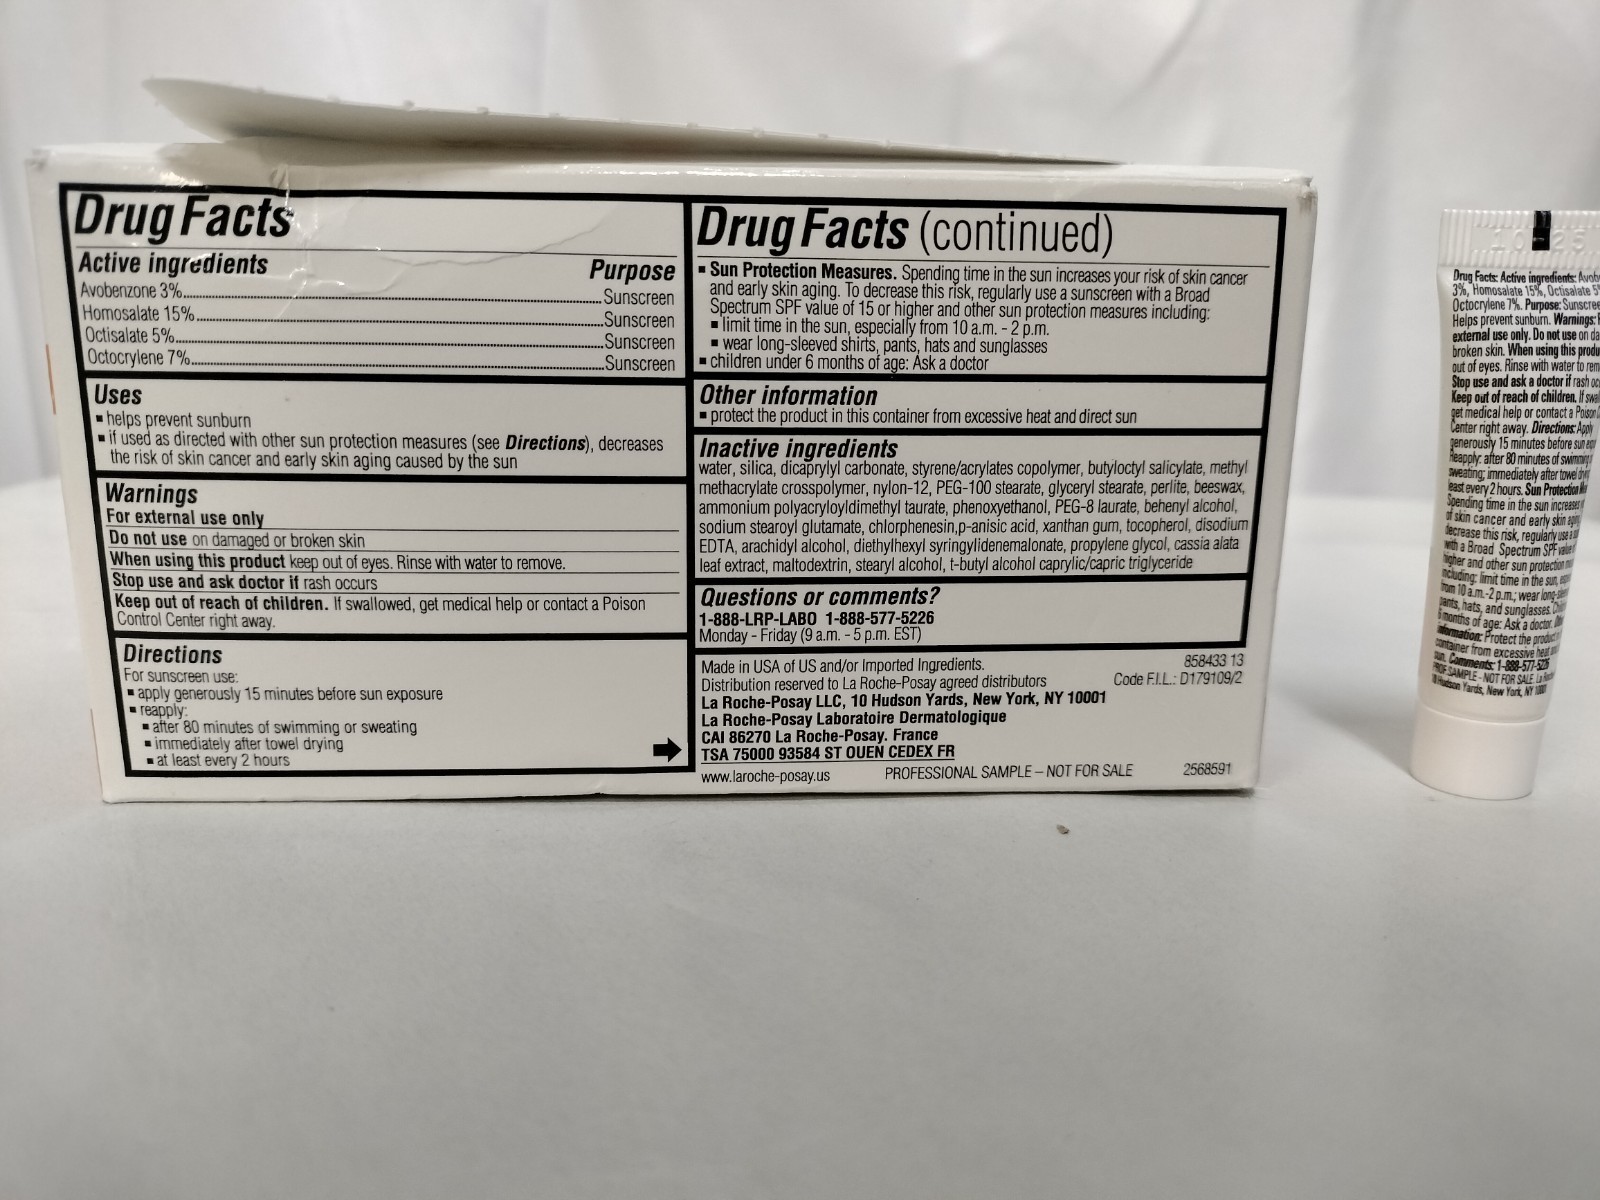 Drug Facts
Active ingredients Purpose
Avobenzone 3% Sunscreen
Homosalate 15% Sunscreen
Octisalate 5% Sunscreen
Octocrylene 7% Sunscreen
Uses
▪ helps prevent sunburn
▪ if used as directed with other sun protection measures (see Directions), decreases
the risk of skin cancer and early skin aging caused by the sun
Warnings
For external use only
Do not use on damaged or broken skin
When using this product keep out of eyes. Rinse with water to remove.
Stop use and ask doctor if rash occurs
Keep out of reach of children. If swallowed, get medical help or contact a Poison
Control Center right away.
Directions
For sunscreen use:
▪ apply generously 15 minutes before sun exposure
▪ reapply:
▪ after 80 minutes of swimming or sweating
▪ immediately after towel drying
▪ at least every 2 hours
Drug Facts (continued)
▪ Sun Protection Measures. Spending time in the sun increases your risk of skin cancer
and early skin aging. To decrease this risk, regularly use a sunscreen with a Broad
Spectrum SPF value of 15 or higher and other sun protection measures including:
▪ limit time in the sun, especially from 10 a.m. - 2 p.m.
▪ wear long-sleeved shirts, pants, hats and sunglasses
▪ children under 6 months of age: Ask a doctor
Other information
▪ protect the product in this container from excessive heat and direct sun
Inactive ingredients
water, silica, dicaprylyl carbonate, styrene/acrylates copolymer, butyloctyl salicylate, methyl
methacrylate crosspolymer, nylon-12, PEG-100 stearate, glyceryl stearate, perlite, beeswax,
ammonium polyacryloyldimethyl taurate, phenoxyethanol, PEG-8 laurate, behenyl alcohol,
sodium stearoyl glutamate, chlorphenesin,p-anisic acid, xanthan gum, tocopherol, disodium
EDTA, arachidyl alcohol, diethylhexyl syringylidenemalonate, propylene glycol, cassia alata
leaf extract, maltodextrin, stearyl alcohol, t-butyl alcohol caprylic/capric triglyceride
Questions or comments?
1-888-LRP-LABO 1-888-577-5226
Monday - Friday (9 a.m. - 5 p.m. EST)
Made in USA of US and/or Imported Ingredients. 858433 13
Distribution reserved to La Roche-Posay agreed distributors Code F.I.L.: D179109/2
La Roche-Posay LLC, 10 Hudson Yards, New York, NY 10001
La Roche-Posay Laboratoire Dermatologique
CAI 86270 La Roche-Posay. France
TSA 75000 93584 ST OUEN CEDEX FR
www.laroche-posay.us PROFESSIONAL SAMPLE – NOT FOR SALE 2568591
Drug Facts: Active ingredients:
3%, Homosalate 15%, Octisalate
Octocrylene 7%. Purpose:
Helps prevent sunburn. Warnings:
external use only. Do not use on
broken skin. When using this
out of eyes. Rinse with water to
Stop use and ask a doctor if rash
Keep out of reach of children. If
get medical help or contact a Poison
Center right away. Directions: Apply
generously 15 minutes before sun
Reapply: after 80 minutes of swimming
sweating; immediately after towel
least every 2 hours. Sun Protection
Spending time in the sun increases
of skin cancer and early skin
decrease this risk, regularly use a
with a Broad Spectrum SPF value
higher and other sun protection
including: limit time in the sun,
from 10 a.m.-2 p.m.; wear
pants, hats, and sunglasses.
6 months of age: Ask a doctor.
information: Protect the product
container from excessive heat
sun. Comments: 1-888-577-5226
PROF. SAMPLE - NOT FOR SALE. La
Hudson Yards, New York, NY